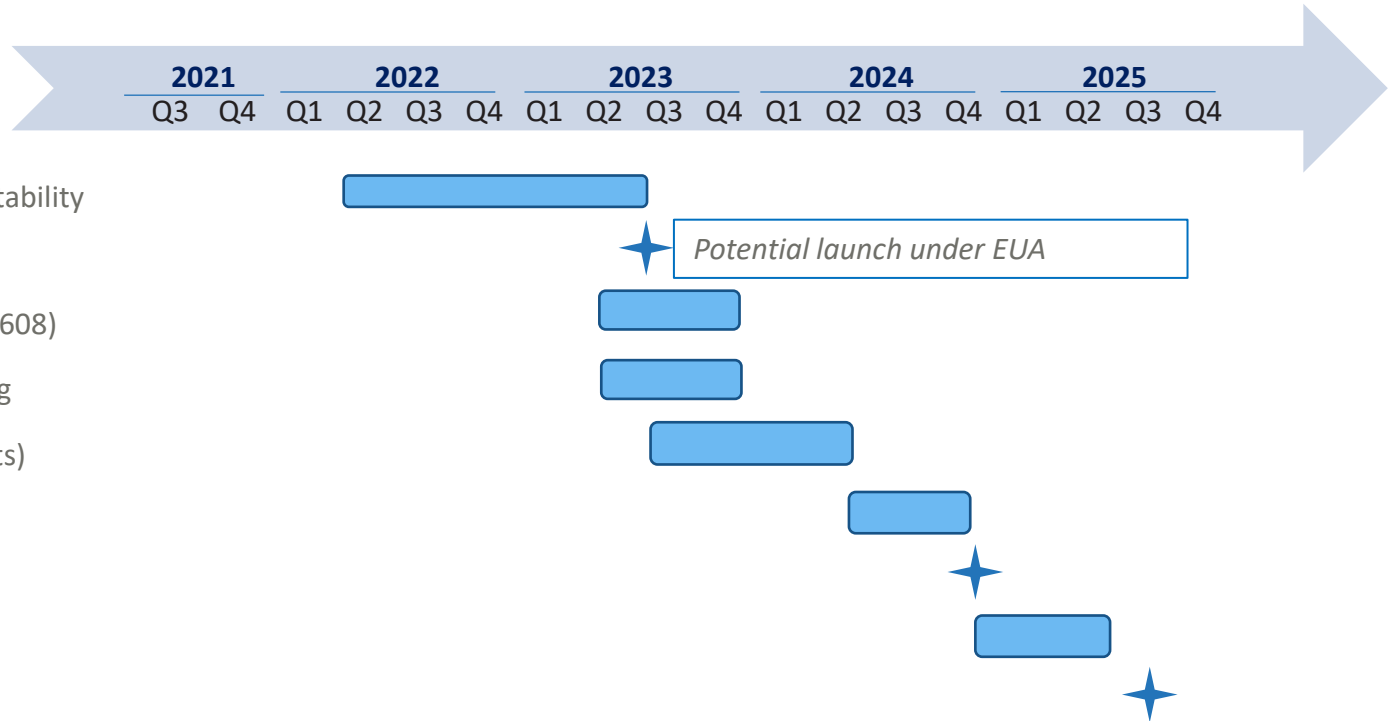 2021 2022 2023 2024 2025
Q3 Q4 Q1 Q2 Q3 Q4 Q1 Q2 Q3 Q4 Q1 Q2 Q3 Q4 Q1 Q2 Q3 Q4
tability
Potential launch under EUA
608)
g
ts)